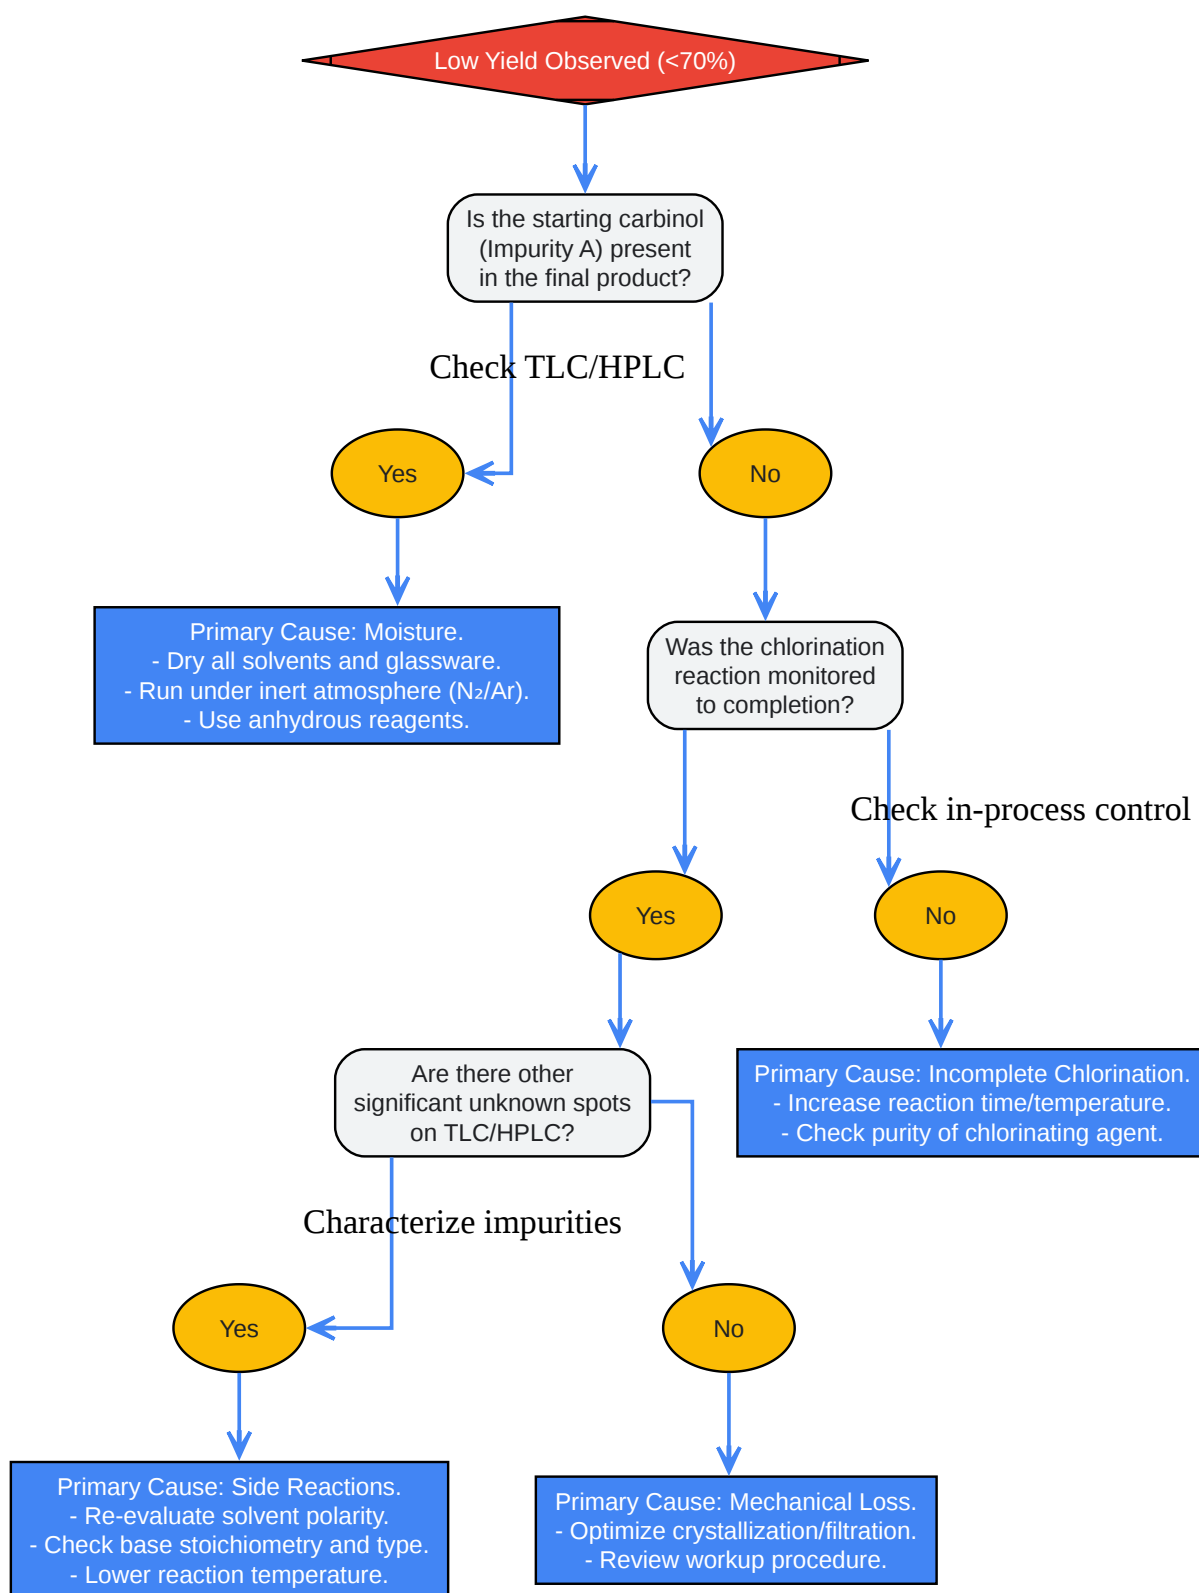 Low Yield Observed (<70%)
Is the starting carbinol
(Impurity A) present
in the final product?
Check TLC/HPLC
Yes
No
Primary Cause: Moisture.
- Dry all solvents and glassware.
- Run under inert atmosphere (N₂/Ar).
- Use anhydrous reagents.
Was the chlorination
reaction monitored
to completion?
Check in-process control
Yes
No
Are there other
significant unknown spots
on TLC/HPLC?
Primary Cause: Incomplete Chlorination.
- Increase reaction time/temperature.
- Check purity of chlorinating agent.
Characterize impurities
Yes
No
Primary Cause: Side Reactions.
- Re-evaluate solvent polarity.
- Check base stoichiometry and type.
- Lower reaction temperature.
Primary Cause: Mechanical Loss.
- Optimize crystallization/filtration.
- Review workup procedure.